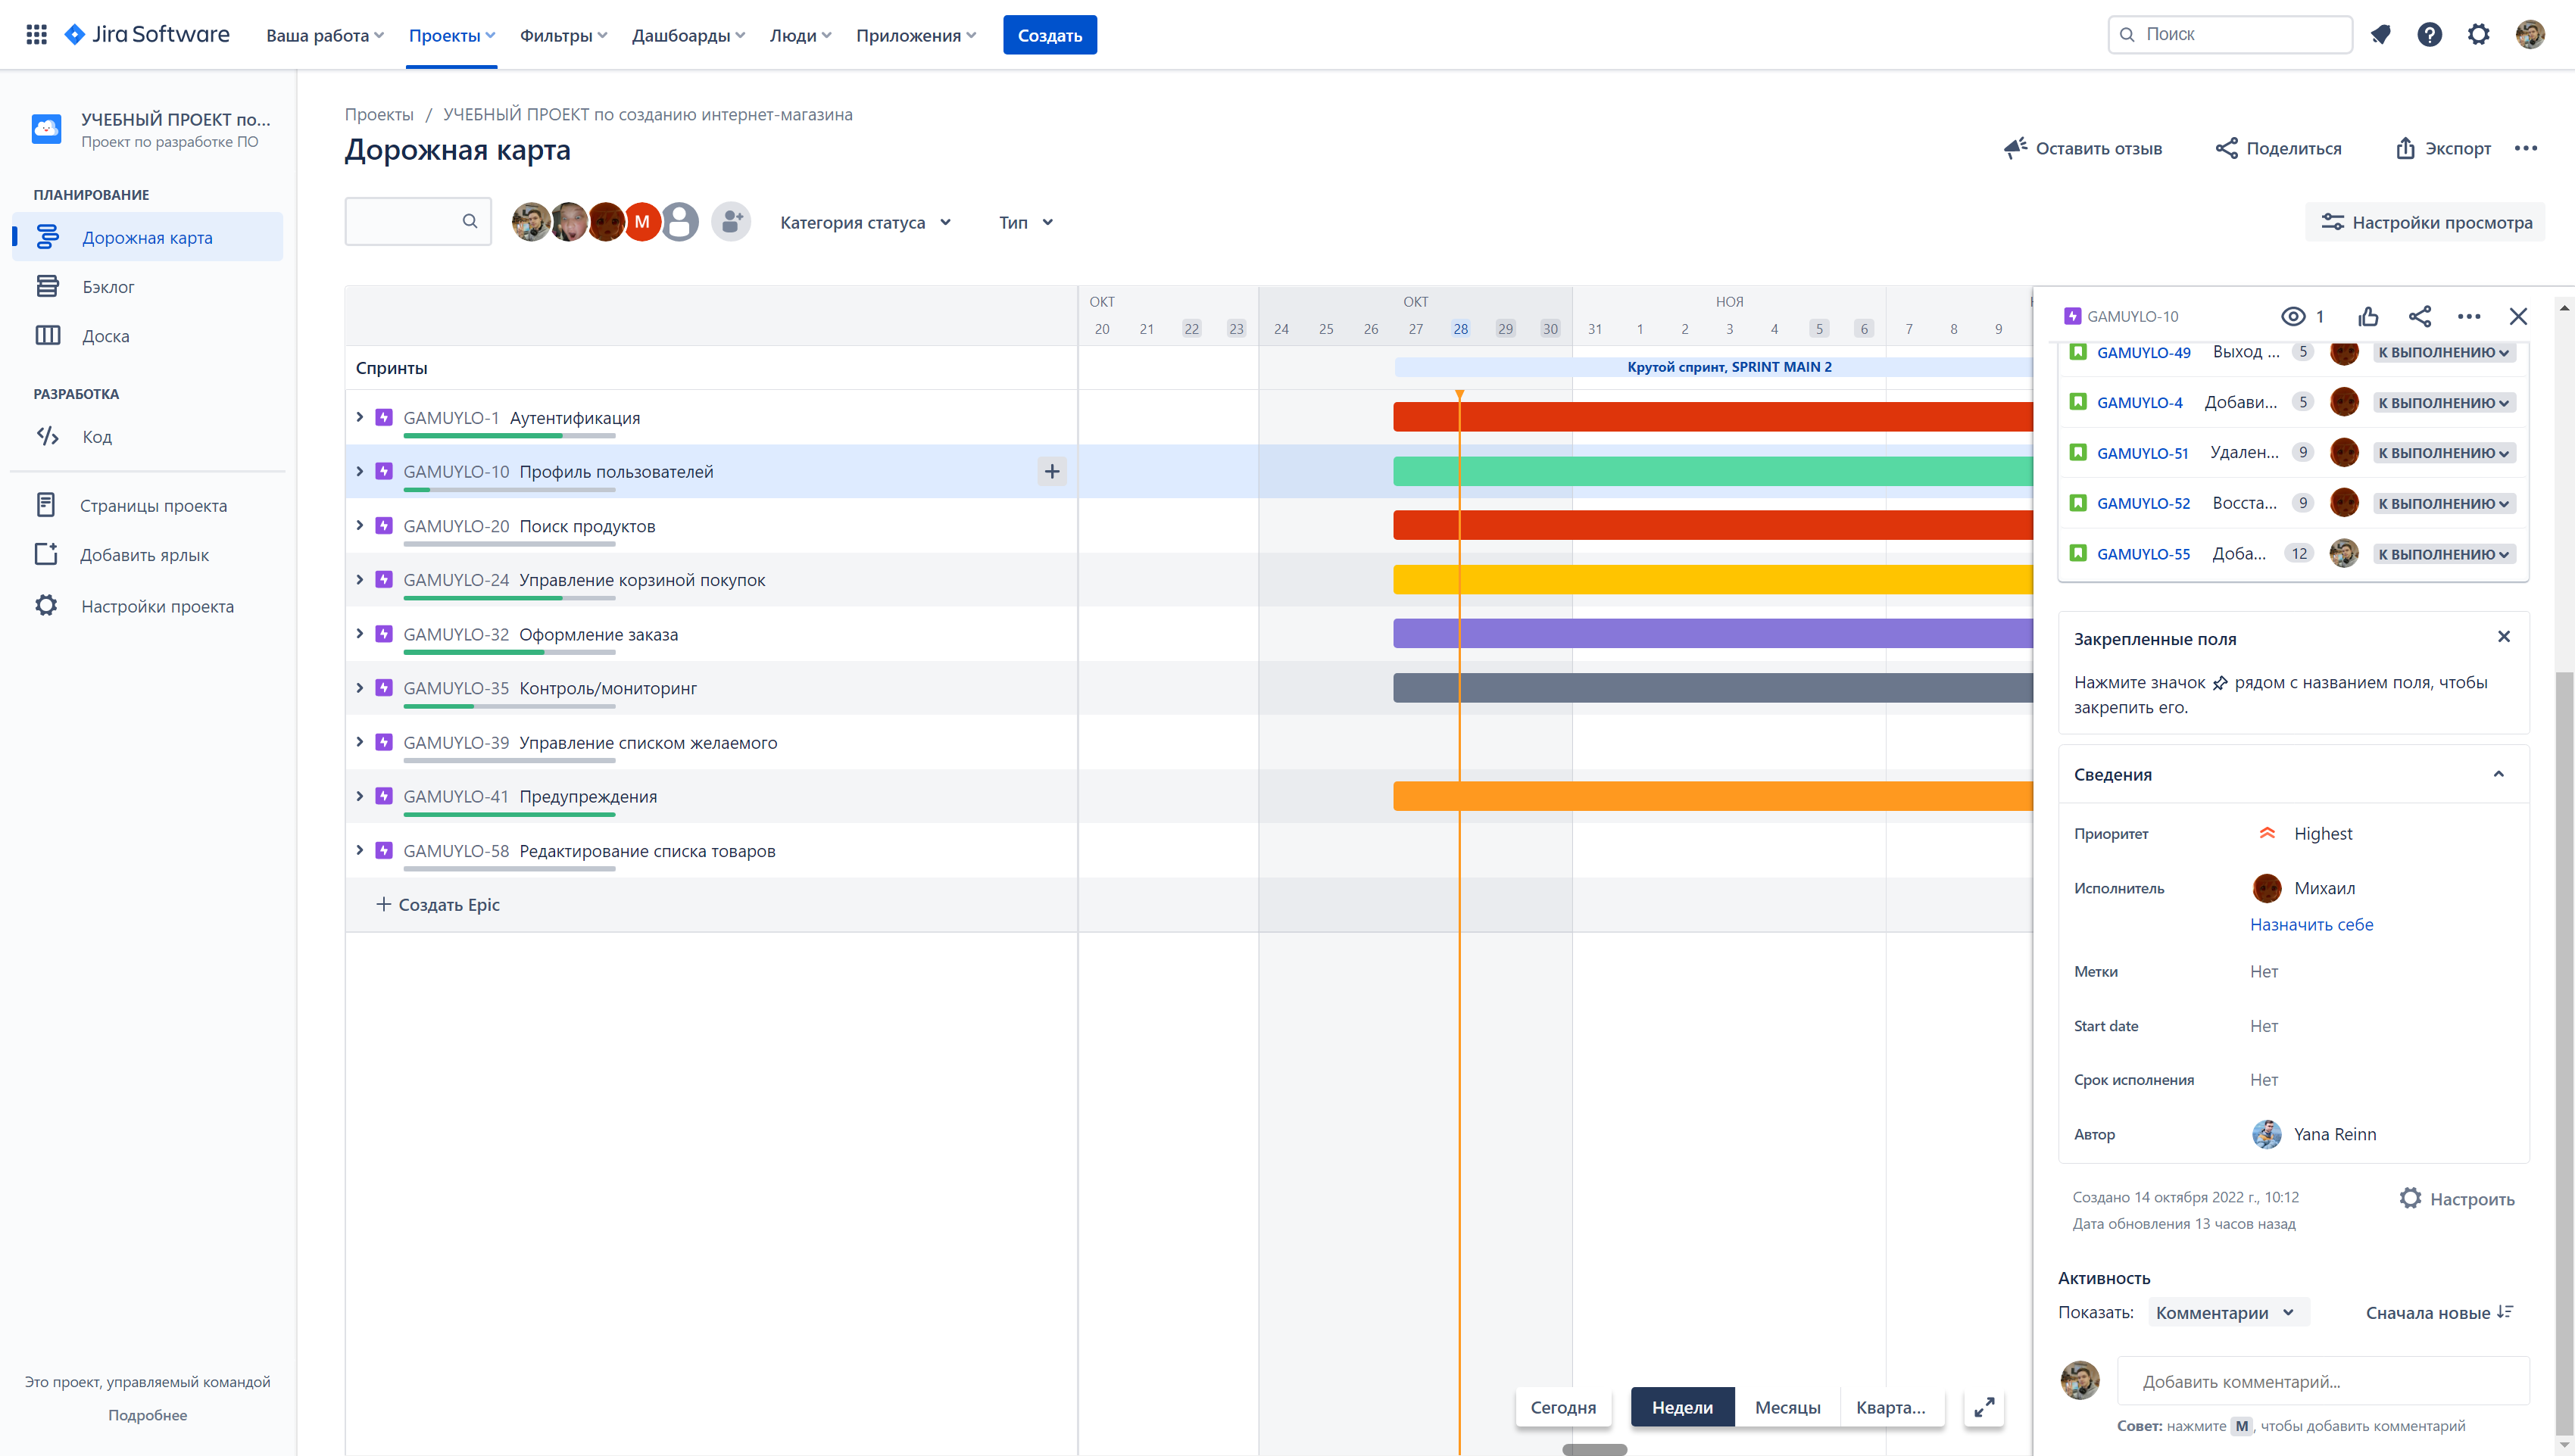 Jira Software
Ваша работа
Проекты
Фильтры
Дашборды
Люди
Приложения
Создать
Поиск
УЧЕБНЫЙ ПРОЕКТ по...
Проект по разработке ПО
ПЛАНИРОВАНИЕ
Дорожная карта
Бэклог
Доска
РАЗРАБОТКА
Код
Страницы проекта
Добавить ярлык
Настройки проекта
Это проект, управляемый командой
Подробнее
Проекты / УЧЕБНЫЙ ПРОЕКТ по созданию интернет-магазина
Дорожная карта
Оставить отзыв
Поделиться
Экспорт
M
Категория статуса
Тип
Настройки просмотра
ОКТ ОКТ НОЯ
20 21 22 23 24 25 26 27 28 29 30 31 1 2 3 4 5 6 7 8 9
Спринты
Крутой спринт, SPRINT MAIN 2
GAMUYLO-1 Аутентификация
GAMUYLO-10 Профиль пользователей
GAMUYLO-20 Поиск продуктов
GAMUYLO-24 Управление корзиной покупок
GAMUYLO-32 Оформление заказа
GAMUYLO-35 Контроль/мониторинг
GAMUYLO-39 Управление списком желаемого
GAMUYLO-41 Предупреждения
GAMUYLO-58 Редактирование списка товаров
+ Создать Epic
Сегодня
Недели
Месяцы
Кварта...
GAMUYLO-10
1
GAMUYLO-49 Выход ... 5 К ВЫПОЛНЕНИЮ
GAMUYLO-4 Добави... 5 К ВЫПОЛНЕНИЮ
GAMUYLO-51 Удален... 9 К ВЫПОЛНЕНИЮ
GAMUYLO-52 Восста... 9 К ВЫПОЛНЕНИЮ
GAMUYLO-55 Доба... 12 К ВЫПОЛНЕНИЮ
Закрепленные поля
Нажмите значок рядом с названием поля, чтобы
закрепить его.
Сведения
Приоритет Highest
Исполнитель Михаил
Назначить себе
Метки Нет
Start date Нет
Срок исполнения Нет
Автор Yana Reinn
Создано 14 октября 2022 г., 10:12
Настроить
Дата обновления 13 часов назад
Активность
Показать: Комментарии
Сначала новые
Добавить комментарий...
Совет: нажмите M, чтобы добавить комментарий